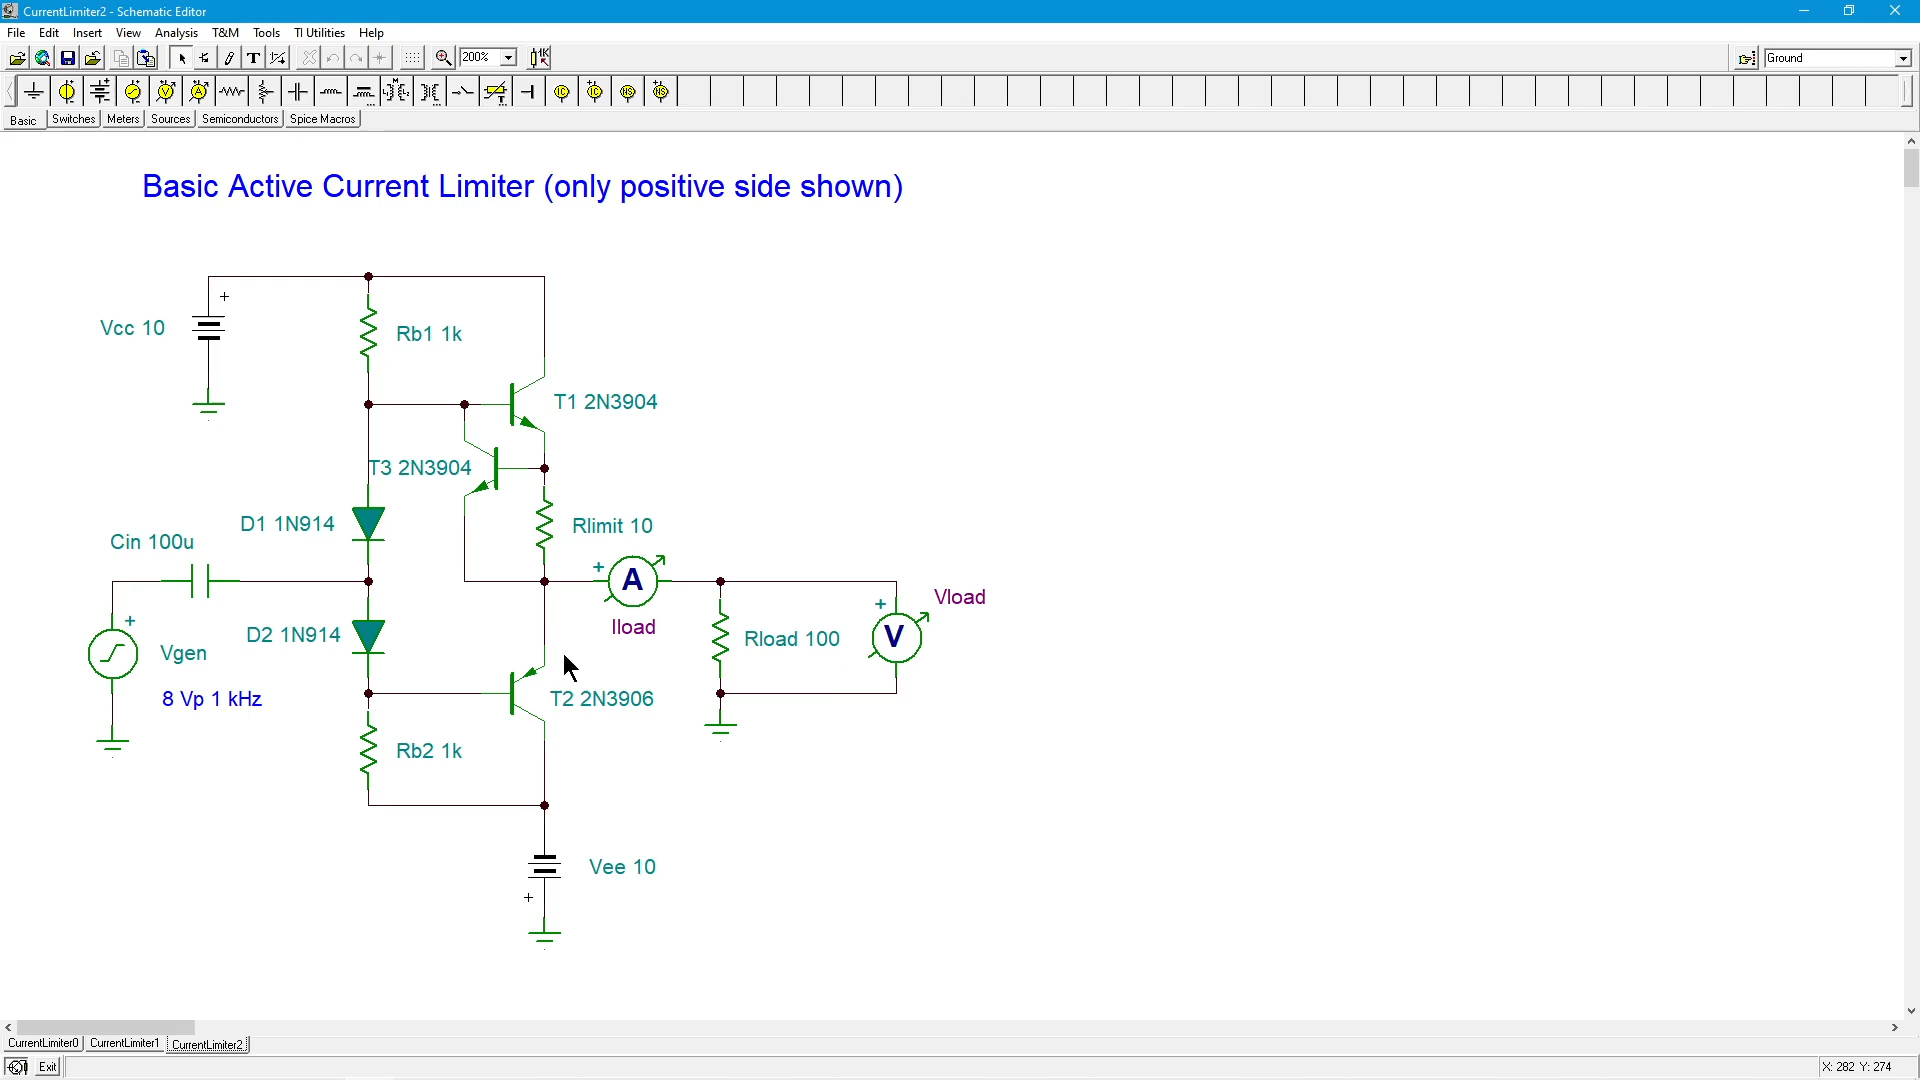 CurrentLimiter2 - Schematic Editor
File Edit Insert View Analysis T&M Tools TI Utilities Help
200%
Ground
Basic Switches Meters Sources Semiconductors Spice Macros
Basic Active Current Limiter (only positive side shown)
+
Vcc 10
Rb1 1k
T1 2N3904
T3 2N3904
D1 1N914
Rlimit 10
Cin 100u
+
A
Iload
+
Vload
V
+
D2 1N914
Rload 100
Vgen
8 Vp 1 kHz
T2 2N3906
Rb2 1k
Vee 10
+
CurrentLimiter0 CurrentLimiter1 CurrentLimiter2
Exit
X: 282 Y: 274